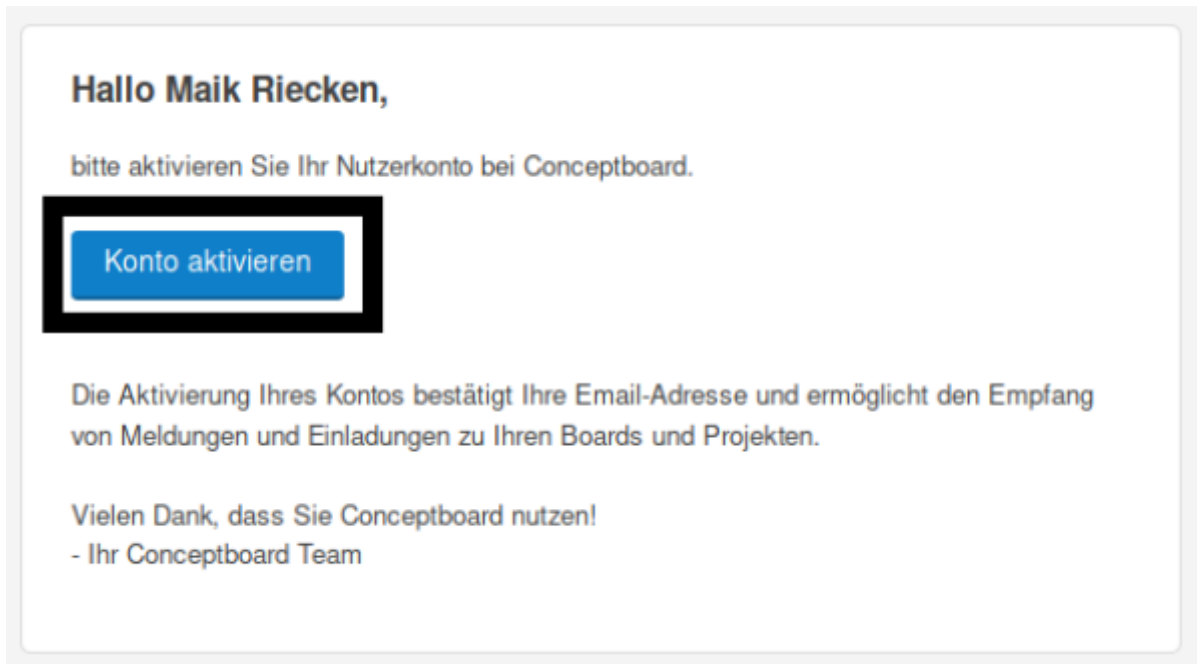 Hallo Maik Riecken,
bitte aktivieren Sie Ihr Nutzerkonto bei Conceptboard.
Konto aktivieren
Die Aktivierung Ihres Kontos bestätigt Ihre Email-Adresse und ermöglicht den Empfang
von Meldungen und Einladungen zu Ihren Boards und Projekten.
Vielen Dank, dass Sie Conceptboard nutzen!
- Ihr Conceptboard Team